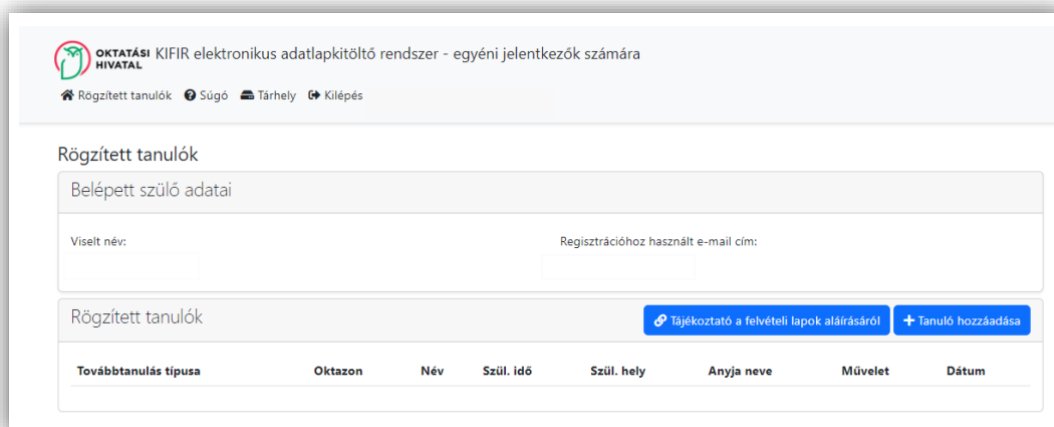 OKTATÁSI HIVATAL KIFIR elektronikus adatlapkitöltő rendszer - egyéni jelentkezők számára
Rögzített tanulók Súgó Tárhely Kilépés
Rögzített tanulók
Belépett szülő adatai
Viselt név: Regisztrációhoz használt e-mail cím:
Rögzített tanulók Tájékoztató a felvételi lapok aláírásáról Tanuló hozzáadása
Továbbtanulás típusa Oktazon Név Szül. idő Szül. hely Anyja neve Művelet Dátum